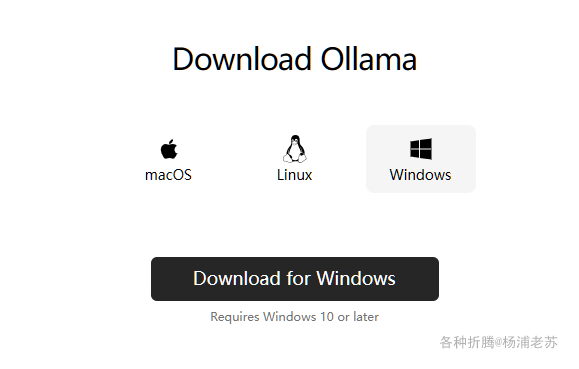 Download Ollama
macOS
Linux
Windows
Download for Windows
Requires Windows 10 or later
各种折腾@杨浦老苏